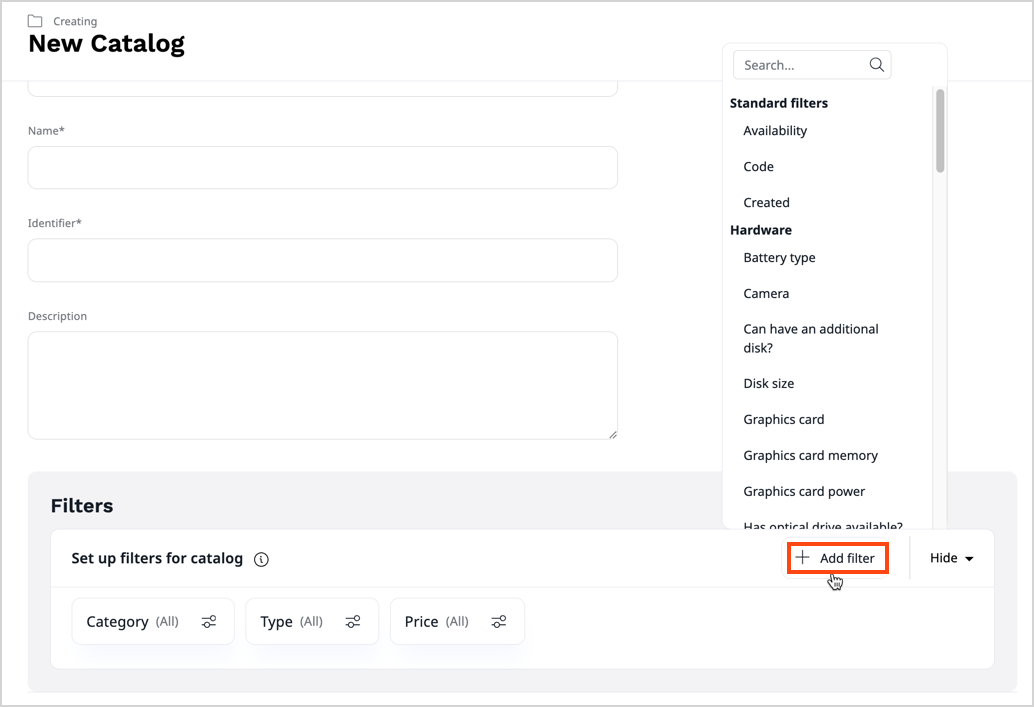 Creating
New Catalog
Name*
Identifier*
Description
Search...
Standard filters
Availability
Code
Created
Hardware
Battery type
Camera
Can have an additional
disk?
Disk size
Graphics card
Graphics card memory
Graphics card power
Has optical drive available?
Filters
Set up filters for catalog
Add filter
Hide
Category (All)
Type (All)
Price (All)